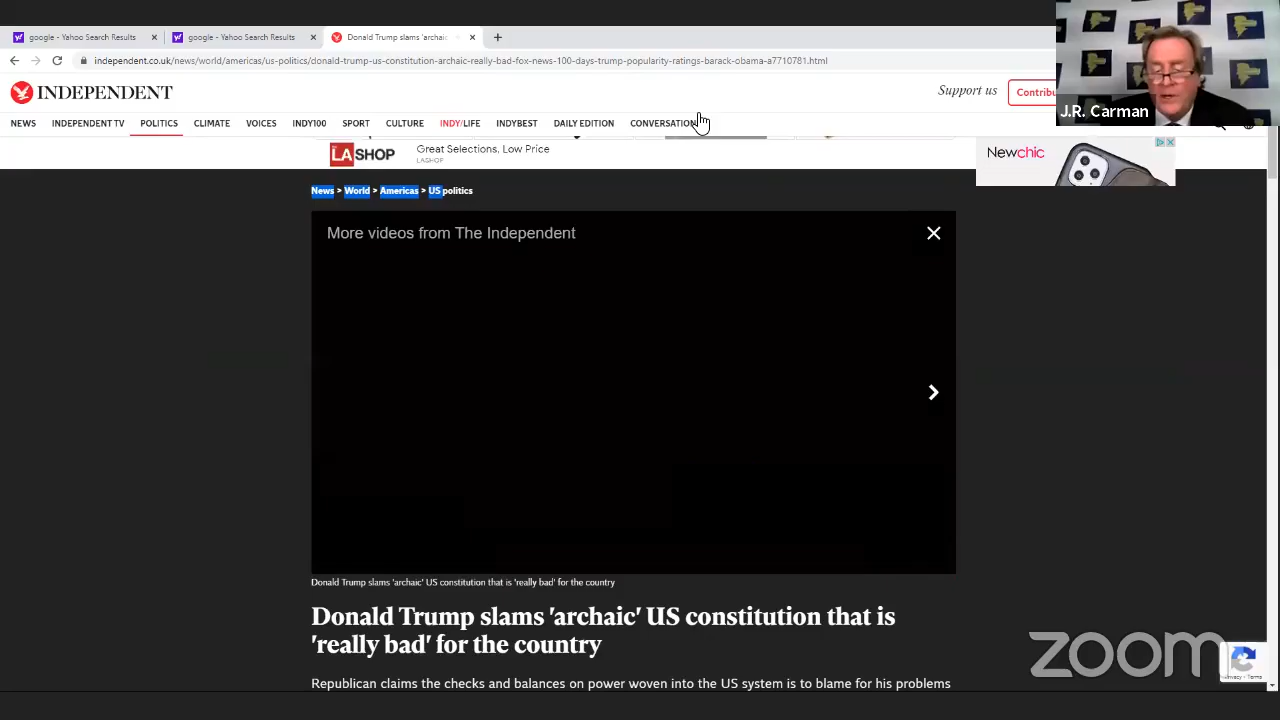 google - Yahoo Search Results
google - Yahoo Search Results
Donald Trump slams 'archaic'
independent.co.uk/news/world/americas/us-politics/donald-trump-us-constitution-archaic-really-bad-fox-news-100-days-trump-popularity-ratings-barack-obama-a7710781.html
J.R. Carman
INDEPENDENT
Support us
Contribu
NEWS INDEPENDENT TV POLITICS CLIMATE VOICES INDY100 SPORT CULTURE INDY/LIFE INDYBEST DAILY EDITION CONVERSATION
LA SHOP
Great Selections, Low Price
LASHOP
Newchic
News > World > Americas > US politics
More videos from The Independent
Donald Trump slams 'archaic' US constitution that is 'really bad' for the country
Donald Trump slams 'archaic' US constitution that is
'really bad' for the country
Republican claims the checks and balances on power woven into the US system is to blame for his problems
zoom
Privacy - Terms